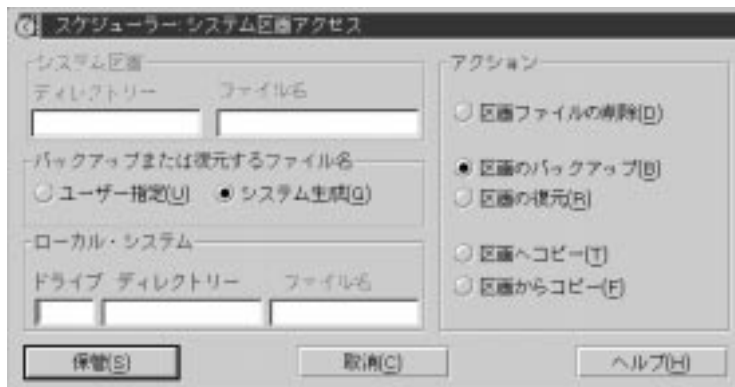 スケジューラー:システム区画アクセス
システム区画
ディレクトリー
ファイル名
バックアップまたは復元するファイル名
ユーザー指定(U)
システム生成(G)
ローカル・システム
ドライブ
ディレクトリー
ファイル名
アクション
区画ファイルの削除(D)
区画のバックアップ(B)
区画の復元(R)
区画へコピー(T)
区画からコピー(F)
保管(S)
取消(C)
ヘルプ(H)